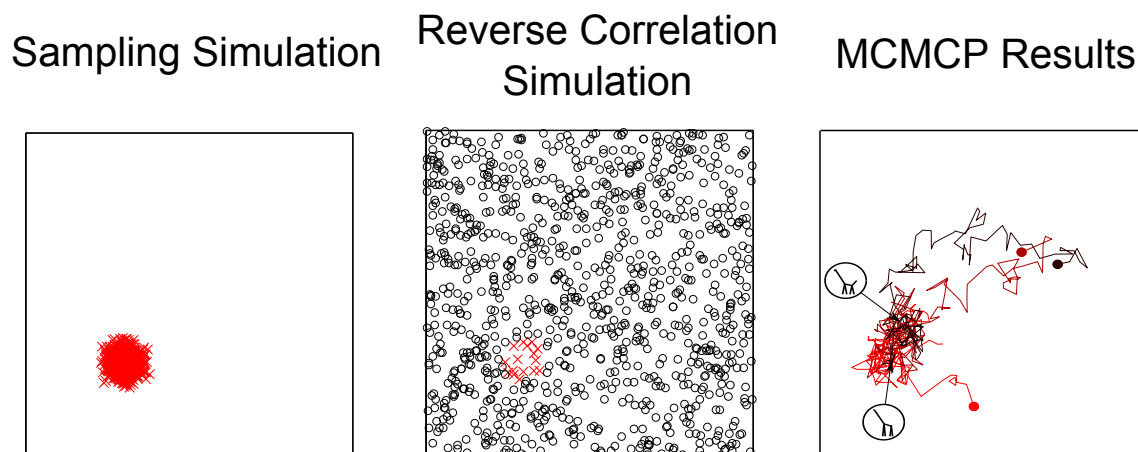 Sampling Simulation
Reverse Correlation
Simulation
MCMCP Results